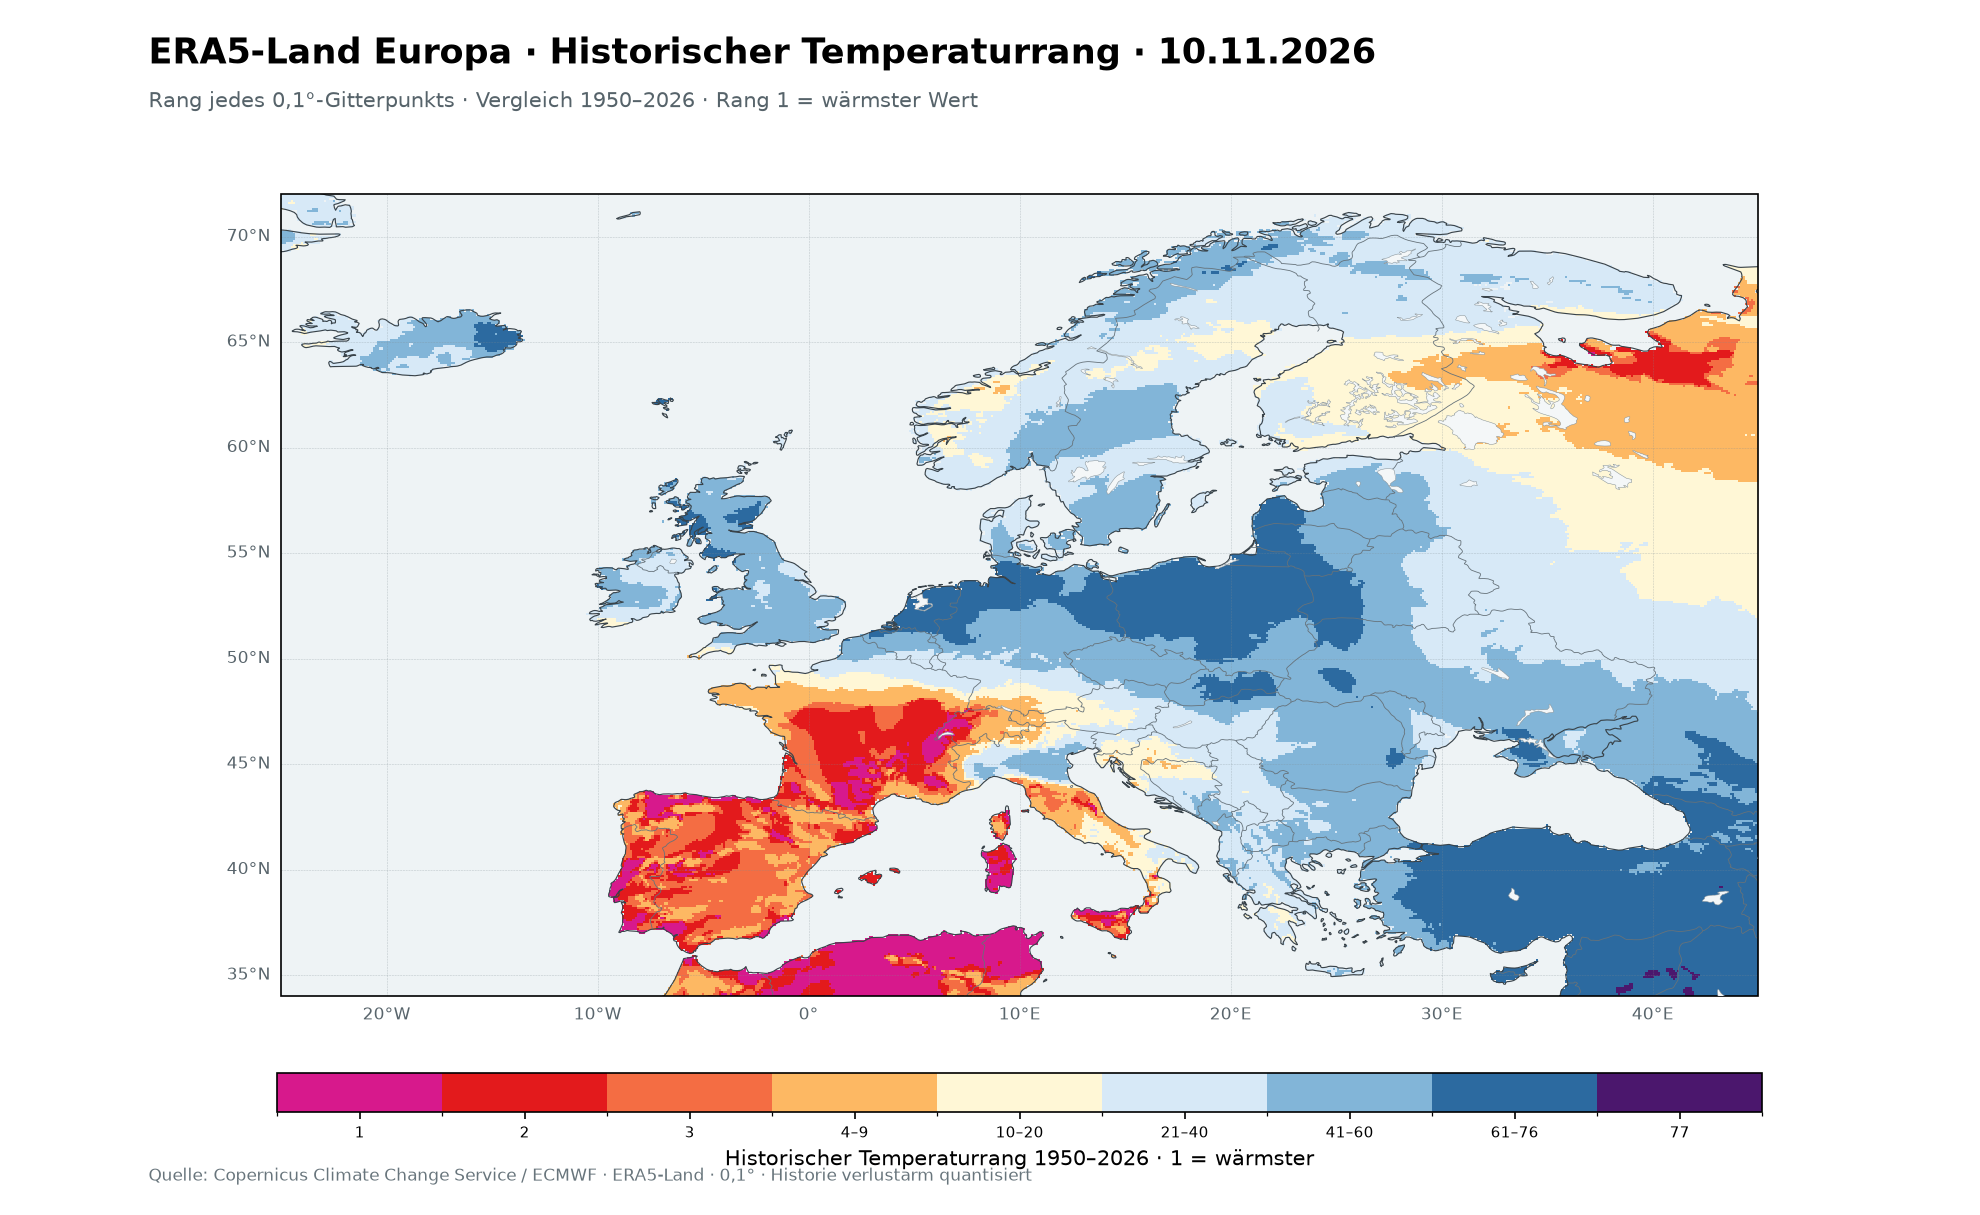 ERA5-Land Europa · Historischer Temperaturrang · 10.11.2026
Rang jedes 0,1°-Gitterpunkts · Vergleich 1950–2026 · Rang 1 = wärmster Wert
70°N
65°N
60°N
55°N
50°N
45°N
40°N
35°N
20°W 10°W 0° 10°E 20°E 30°E 40°E
1 2 3 4–9 10–20 21–40 41–60 61–76 77
Historischer Temperaturrang 1950–2026 · 1 = wärmster
Quelle: Copernicus Climate Change Service / ECMWF · ERA5-Land · 0,1° · Historie verlustarm quantisiert